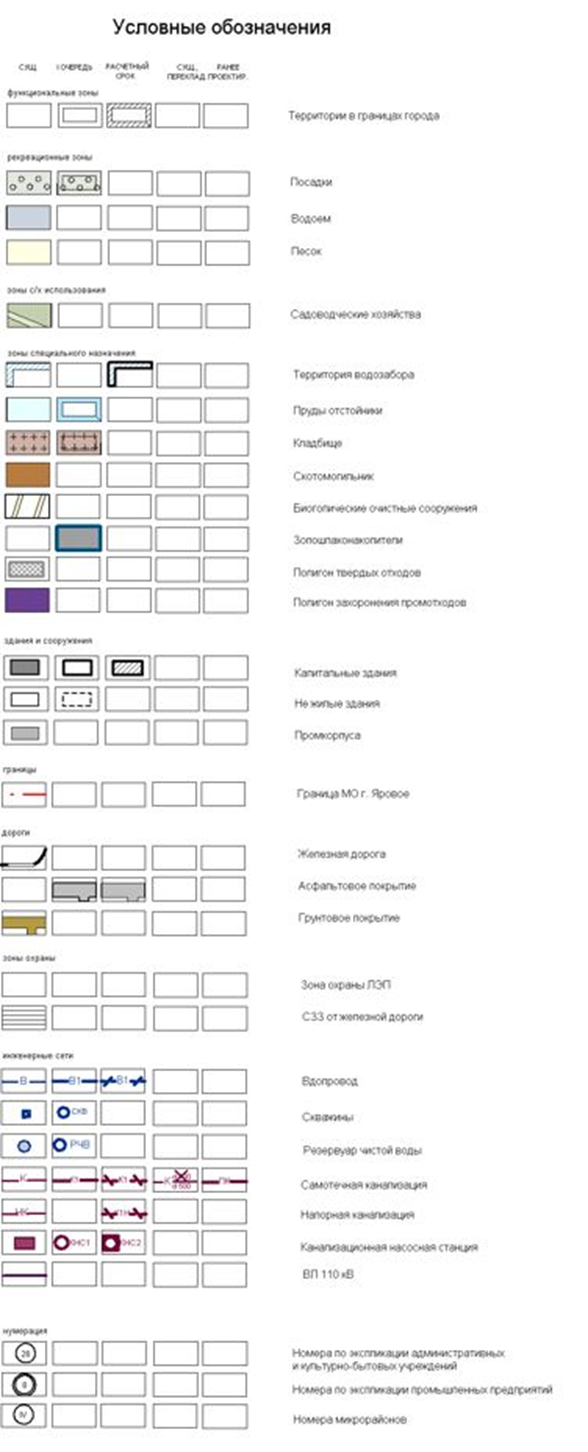 Условные обозначения
СУЩ. I ОЧЕРЕДЬ РАСЧЕТНЫЙ СРОК СУЩ., ПЕРЕКЛАД. РАНЕЕ ПРОЕКТИР.
функциональные зоны
Территории в границах города
рекреационные зоны
Посадки
Водоем
Песок
зоны с/х использования
Садоводческие хозяйства
зоны специального назначения
Территория водозабора
Пруды отстойники
Кладбище
Скотомогильник
Биологические очистные сооружения
Золошлаконакопители
Полигон твердых отходов
Полигон захоронения промотходов
здания и сооружения
Капитальные здания
Не жилые здания
Промкорпуса
границы
Граница МО г. Яровое
дороги
Железная дорога
Асфальтовое покрытие
Грунтовое покрытие
зоны охраны
Зона охраны ЛЭП
СЗЗ от железной дороги
инженерные сети
В В1 В1 Вдопровод
СКВ Скважины
РЧВ Резервуар чистой воды
К К1 К1 К Самотечная канализация
НК Напорная канализация
КНС1 КНС2 Канализационная насосная станция
ВЛ 110 кВ
нумерация
28 Номера по экспликации административных
и культурно-бытовых учреждений
8 Номера по экспликации промышленных предприятий
IV Номера микрорайонов